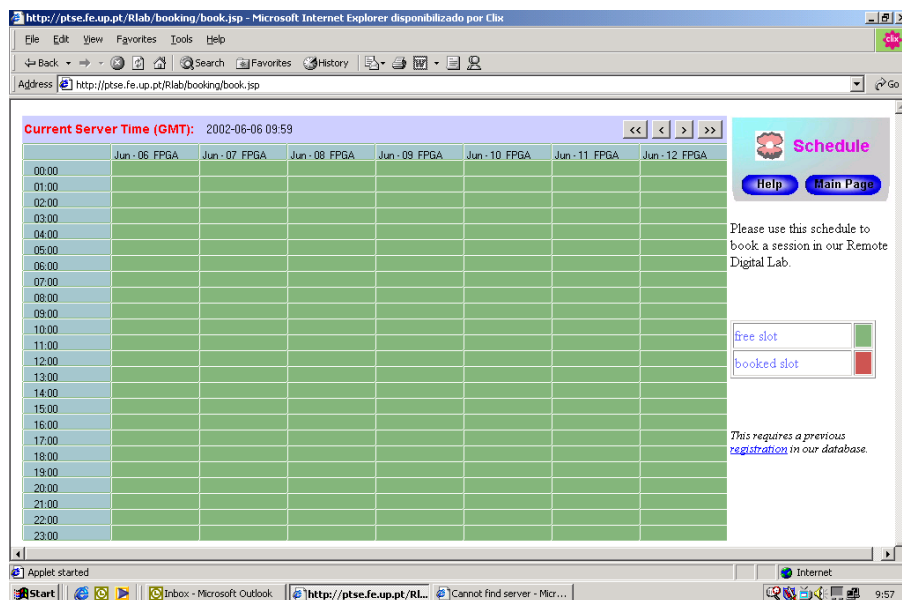 http://ptse.fe.up.pt/Rlab/booking/book.jsp - Microsoft Internet Explorer disponibilizado por Clix
File Edit View Favorites Tools Help
clix
Back Search Favorites History
Address http://ptse.fe.up.pt/Rlab/booking/book.jsp Go
Current Server Time (GMT): 2002-06-06 09:59 << < > >>
Jun - 06 FPGA Jun - 07 FPGA Jun - 08 FPGA Jun - 09 FPGA Jun - 10 FPGA Jun - 11 FPGA Jun - 12 FPGA
00:00
01:00
02:00
03:00
04:00
05:00
06:00
07:00
08:00
09:00
10:00
11:00
12:00
13:00
14:00
15:00
16:00
17:00
18:00
19:00
20:00
21:00
22:00
23:00
Schedule
Help Main Page
Please use this schedule to
book a session in our Remote
Digital Lab.
free slot
booked slot
This requires a previous
registration in our database.
Applet started Internet
Start Inbox - Microsoft Outlook http://ptse.fe.up.pt/Rl... Cannot find server - Micr... 9:57